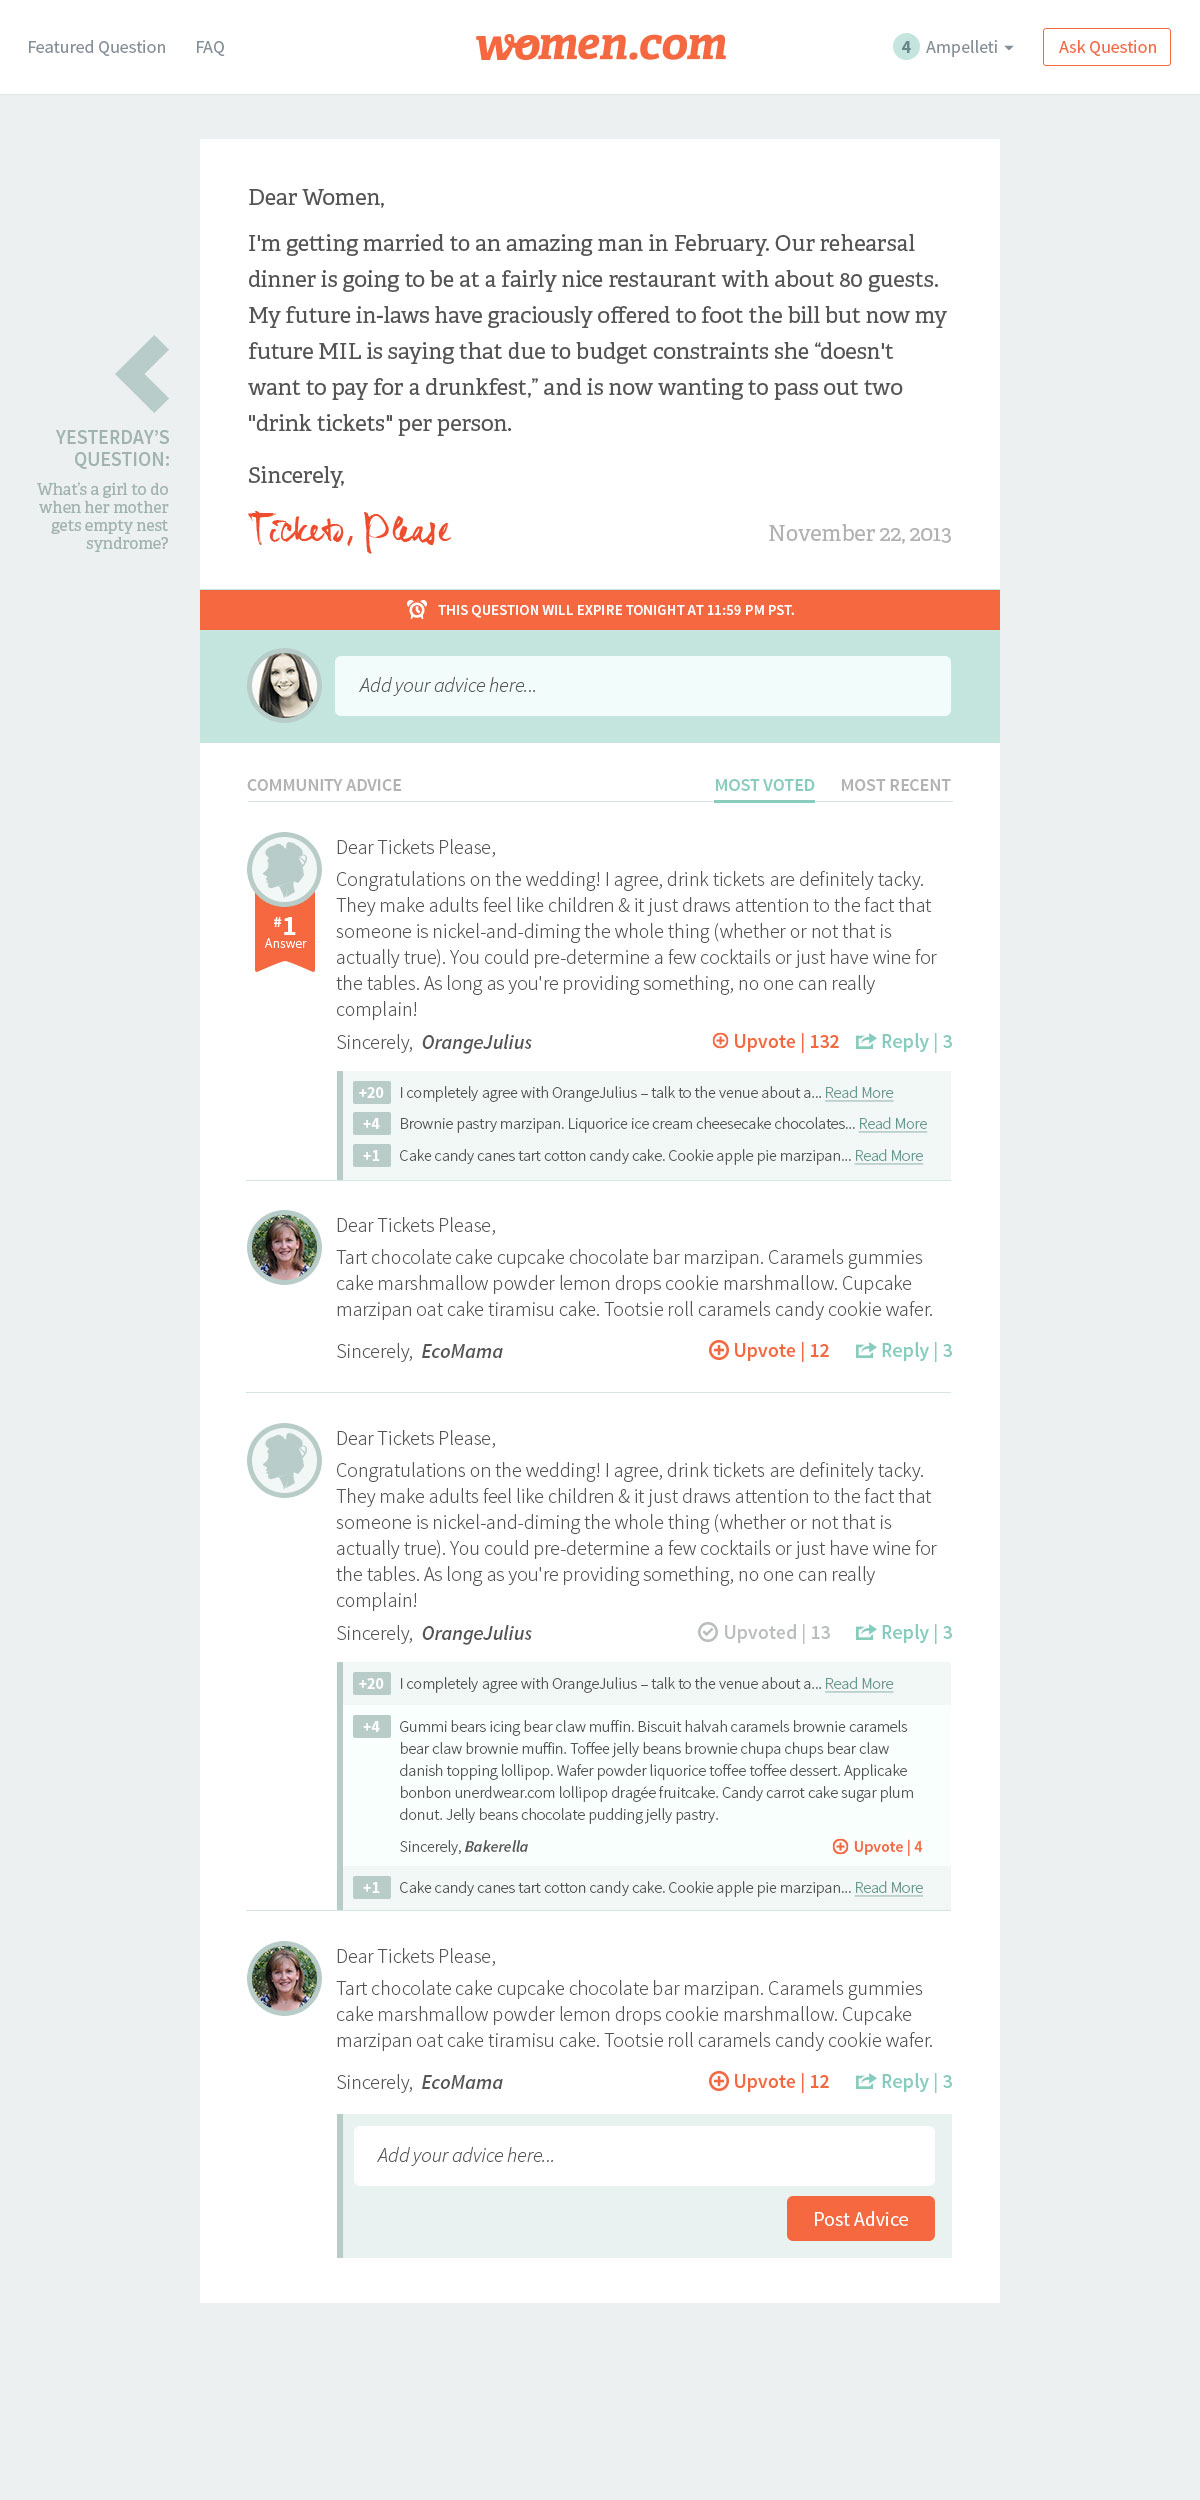 Featured Question
FAQ
women.com
4
Ampelleti
Ask Question
Dear Women,
I'm getting married to an amazing man in February. Our rehearsal
dinner is going to be at a fairly nice restaurant with about 80 guests.
My future in-laws have graciously offered to foot the bill but now my
future MIL is saying that due to budget constraints she “doesn't
want to pay for a drunkfest,” and is now wanting to pass out two
"drink tickets" per person.
Sincerely,
Tickets, Please
November 22, 2013
YESTERDAY’S
QUESTION:
What’s a girl to do
when her mother
gets empty nest
syndrome?
THIS QUESTION WILL EXPIRE TONIGHT AT 11:59 PM PST.
Add your advice here...
COMMUNITY ADVICE
MOST VOTED
MOST RECENT
#1
Answer
Dear Tickets Please,
Congratulations on the wedding! I agree, drink tickets are definitely tacky.
They make adults feel like children & it just draws attention to the fact that
someone is nickel-and-diming the whole thing (whether or not that is
actually true). You could pre-determine a few cocktails or just have wine for
the tables. As long as you're providing something, no one can really
complain!
Sincerely, OrangeJulius
Upvote | 132
Reply | 3
+20 I completely agree with OrangeJulius – talk to the venue about a... Read More
+4 Brownie pastry marzipan. Liquorice ice cream cheesecake chocolates... Read More
+1 Cake candy canes tart cotton candy cake. Cookie apple pie marzipan... Read More
Dear Tickets Please,
Tart chocolate cake cupcake chocolate bar marzipan. Caramels gummies
cake marshmallow powder lemon drops cookie marshmallow. Cupcake
marzipan oat cake tiramisu cake. Tootsie roll caramels candy cookie wafer.
Sincerely, EcoMama
Upvote | 12
Reply | 3
Dear Tickets Please,
Congratulations on the wedding! I agree, drink tickets are definitely tacky.
They make adults feel like children & it just draws attention to the fact that
someone is nickel-and-diming the whole thing (whether or not that is
actually true). You could pre-determine a few cocktails or just have wine for
the tables. As long as you're providing something, no one can really
complain!
Sincerely, OrangeJulius
Upvoted | 13
Reply | 3
+20 I completely agree with OrangeJulius – talk to the venue about a... Read More
+4 Gummi bears icing bear claw muffin. Biscuit halvah caramels brownie caramels
bear claw brownie muffin. Toffee jelly beans brownie chupa chups bear claw
danish topping lollipop. Wafer powder liquorice toffee toffee dessert. Applicake
bonbon unerdwear.com lollipop dragée fruitcake. Candy carrot cake sugar plum
donut. Jelly beans chocolate pudding jelly pastry.
Sincerely, Bakerella
Upvote | 4
+1 Cake candy canes tart cotton candy cake. Cookie apple pie marzipan... Read More
Dear Tickets Please,
Tart chocolate cake cupcake chocolate bar marzipan. Caramels gummies
cake marshmallow powder lemon drops cookie marshmallow. Cupcake
marzipan oat cake tiramisu cake. Tootsie roll caramels candy cookie wafer.
Sincerely, EcoMama
Upvote | 12
Reply | 3
Add your advice here...
Post Advice